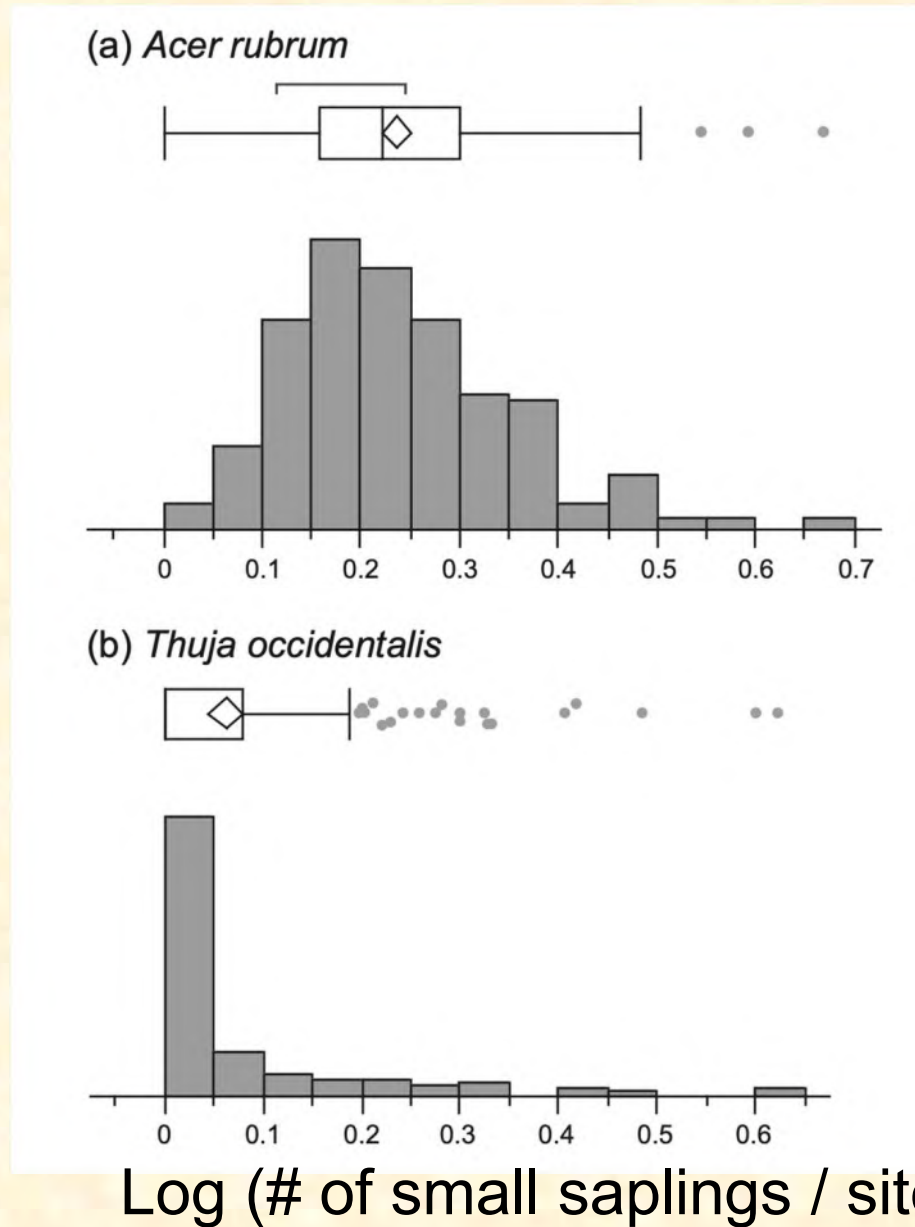 (a) Acer rubrum
0 0.1 0.2 0.3 0.4 0.5 0.6 0.7
(b) Thuja occidentalis
0 0.1 0.2 0.3 0.4 0.5 0.6
Log (# of small saplings / site